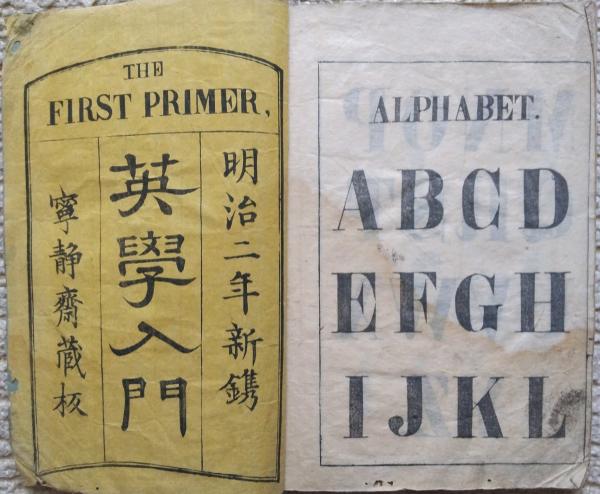 THE
FIRST PRIMER,
明治二年新鐫
英學入門
寧静齋蔵板
ALPHABET.
ABCD
EFGH
IJKL